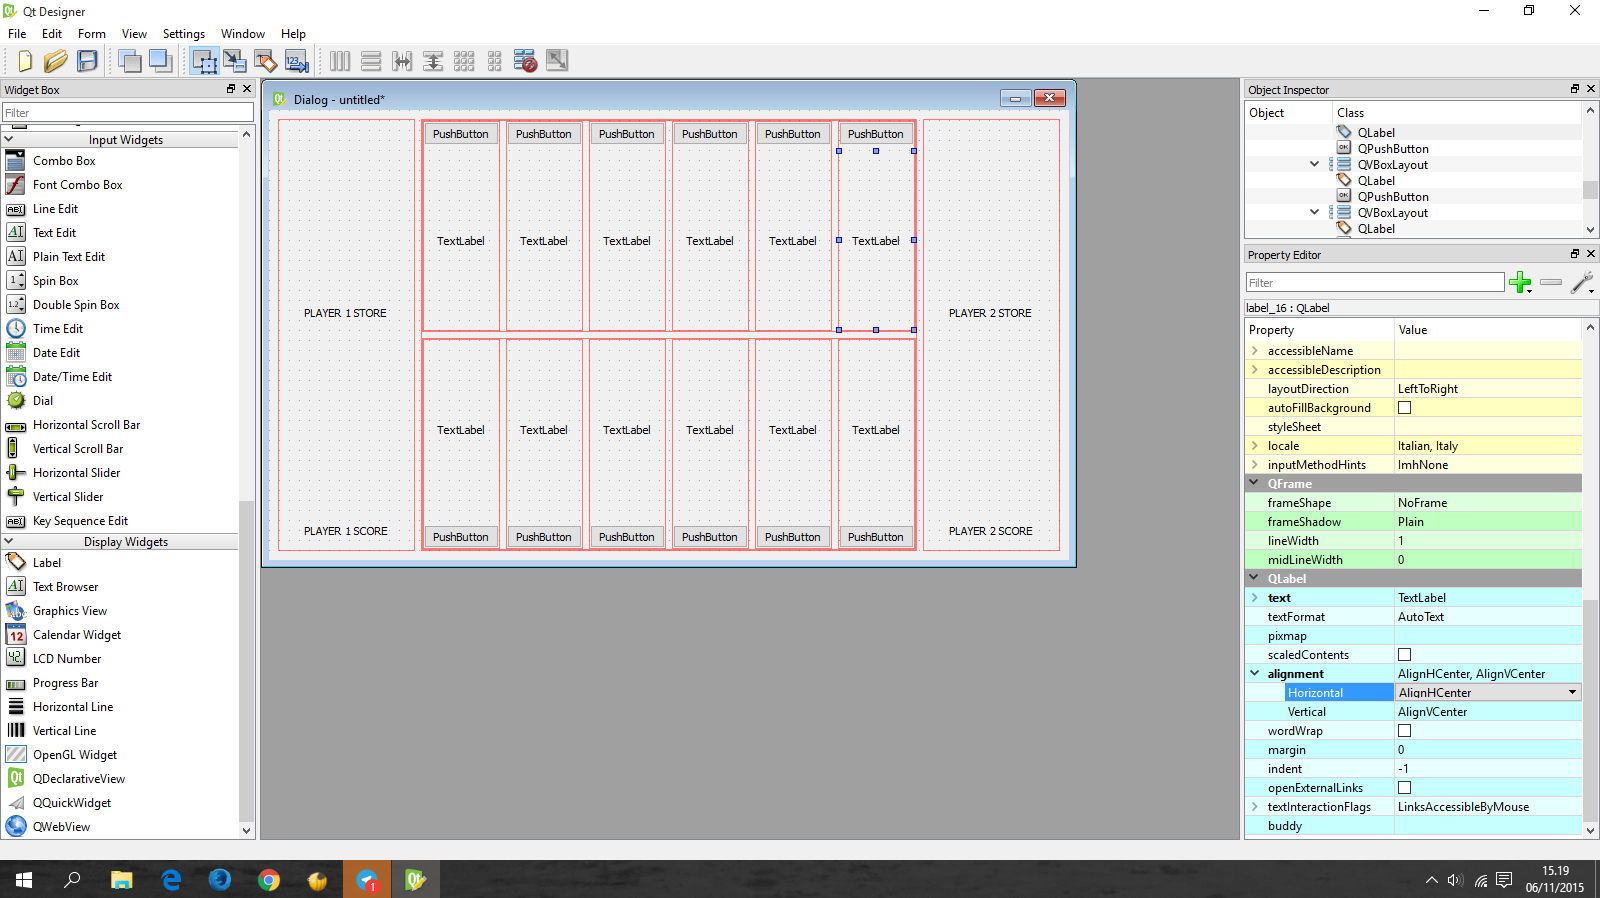 Qt Designer
File Edit Form View Settings Window Help
Widget Box
Filter
Input Widgets
Combo Box
Font Combo Box
Line Edit
Text Edit
Plain Text Edit
Spin Box
Double Spin Box
Time Edit
Date Edit
Date/Time Edit
Dial
Horizontal Scroll Bar
Vertical Scroll Bar
Horizontal Slider
Vertical Slider
Key Sequence Edit
Display Widgets
Label
Text Browser
Graphics View
Calendar Widget
LCD Number
Progress Bar
Horizontal Line
Vertical Line
OpenGL Widget
QDeclarativeView
QQuickWidget
QWebView
Dialog - untitled*
PushButton PushButton PushButton PushButton PushButton PushButton
TextLabel TextLabel TextLabel TextLabel TextLabel TextLabel
PLAYER 1 STORE PLAYER 2 STORE
TextLabel TextLabel TextLabel TextLabel TextLabel TextLabel
PLAYER 1 SCORE PLAYER 2 SCORE
PushButton PushButton PushButton PushButton PushButton PushButton
Object Inspector
Object Class
QLabel
QPushButton
QVBoxLayout
QLabel
QPushButton
QVBoxLayout
QLabel
Property Editor
Filter
label_16 : QLabel
Property Value
accessibleName
accessibleDescription
layoutDirection LeftToRight
autoFillBackground
styleSheet
locale Italian, Italy
inputMethodHints ImhNone
QFrame
frameShape NoFrame
frameShadow Plain
lineWidth 1
midLineWidth 0
QLabel
text TextLabel
textFormat AutoText
pixmap
scaledContents
alignment AlignHCenter, AlignVCenter
Horizontal AlignHCenter
Vertical AlignVCenter
wordWrap
margin 0
indent -1
openExternalLinks
textInteractionFlags LinksAccessibleByMouse
buddy
1
15.19
06/11/2015